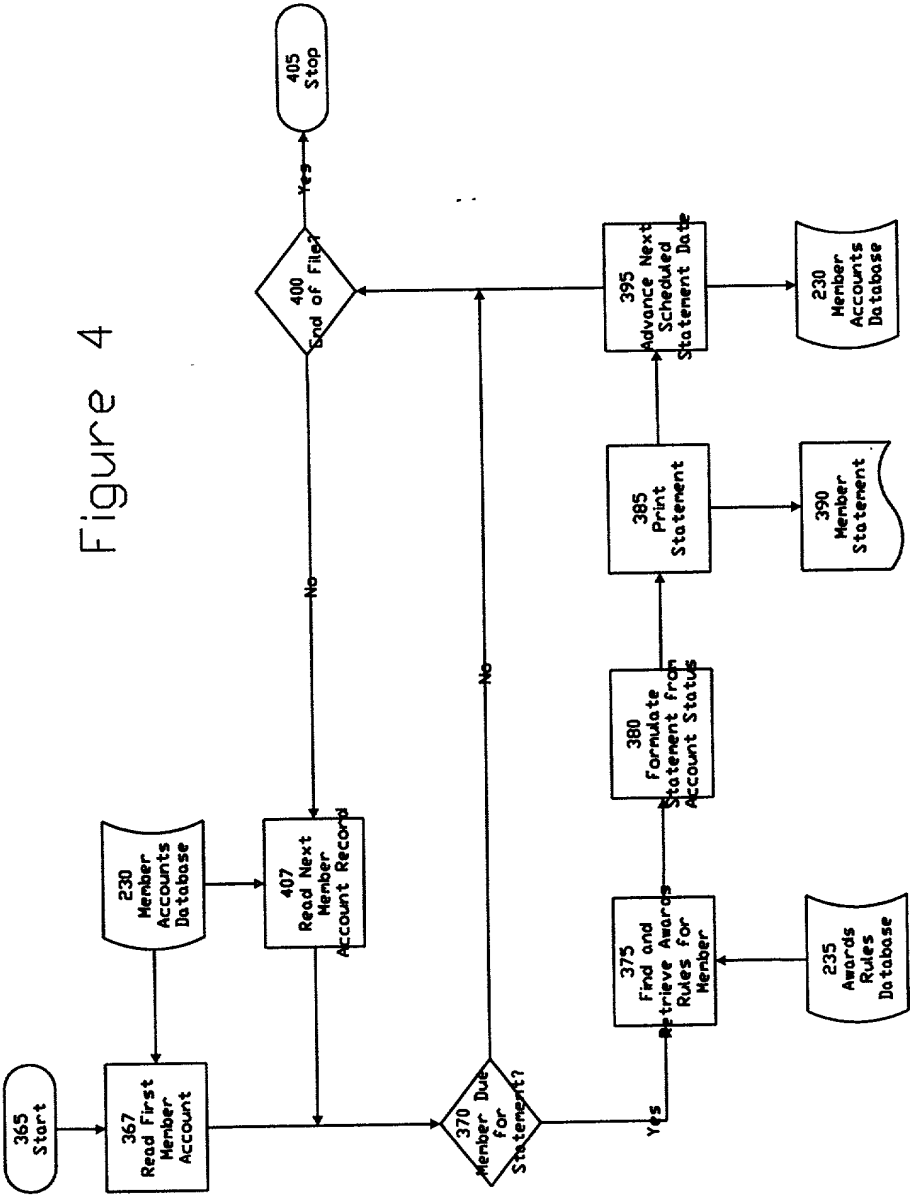 Figure 4
365
Start
367
Read First
Member
Account
230
Member
Accounts
Database
407
Read Next
Member
Account Record
370
Member Due
for
Statement?
Yes
No
375
Find and
Retrieve Awards
Rules for
Member
235
Awards
Rules
Database
380
Formulate
Statement from
Account Status
385
Print
Statement
390
Member
Statement
395
Advance Next
Scheduled
Statement Date
230
Member
Accounts
Database
400
End of File?
No
Yes
405
Stop